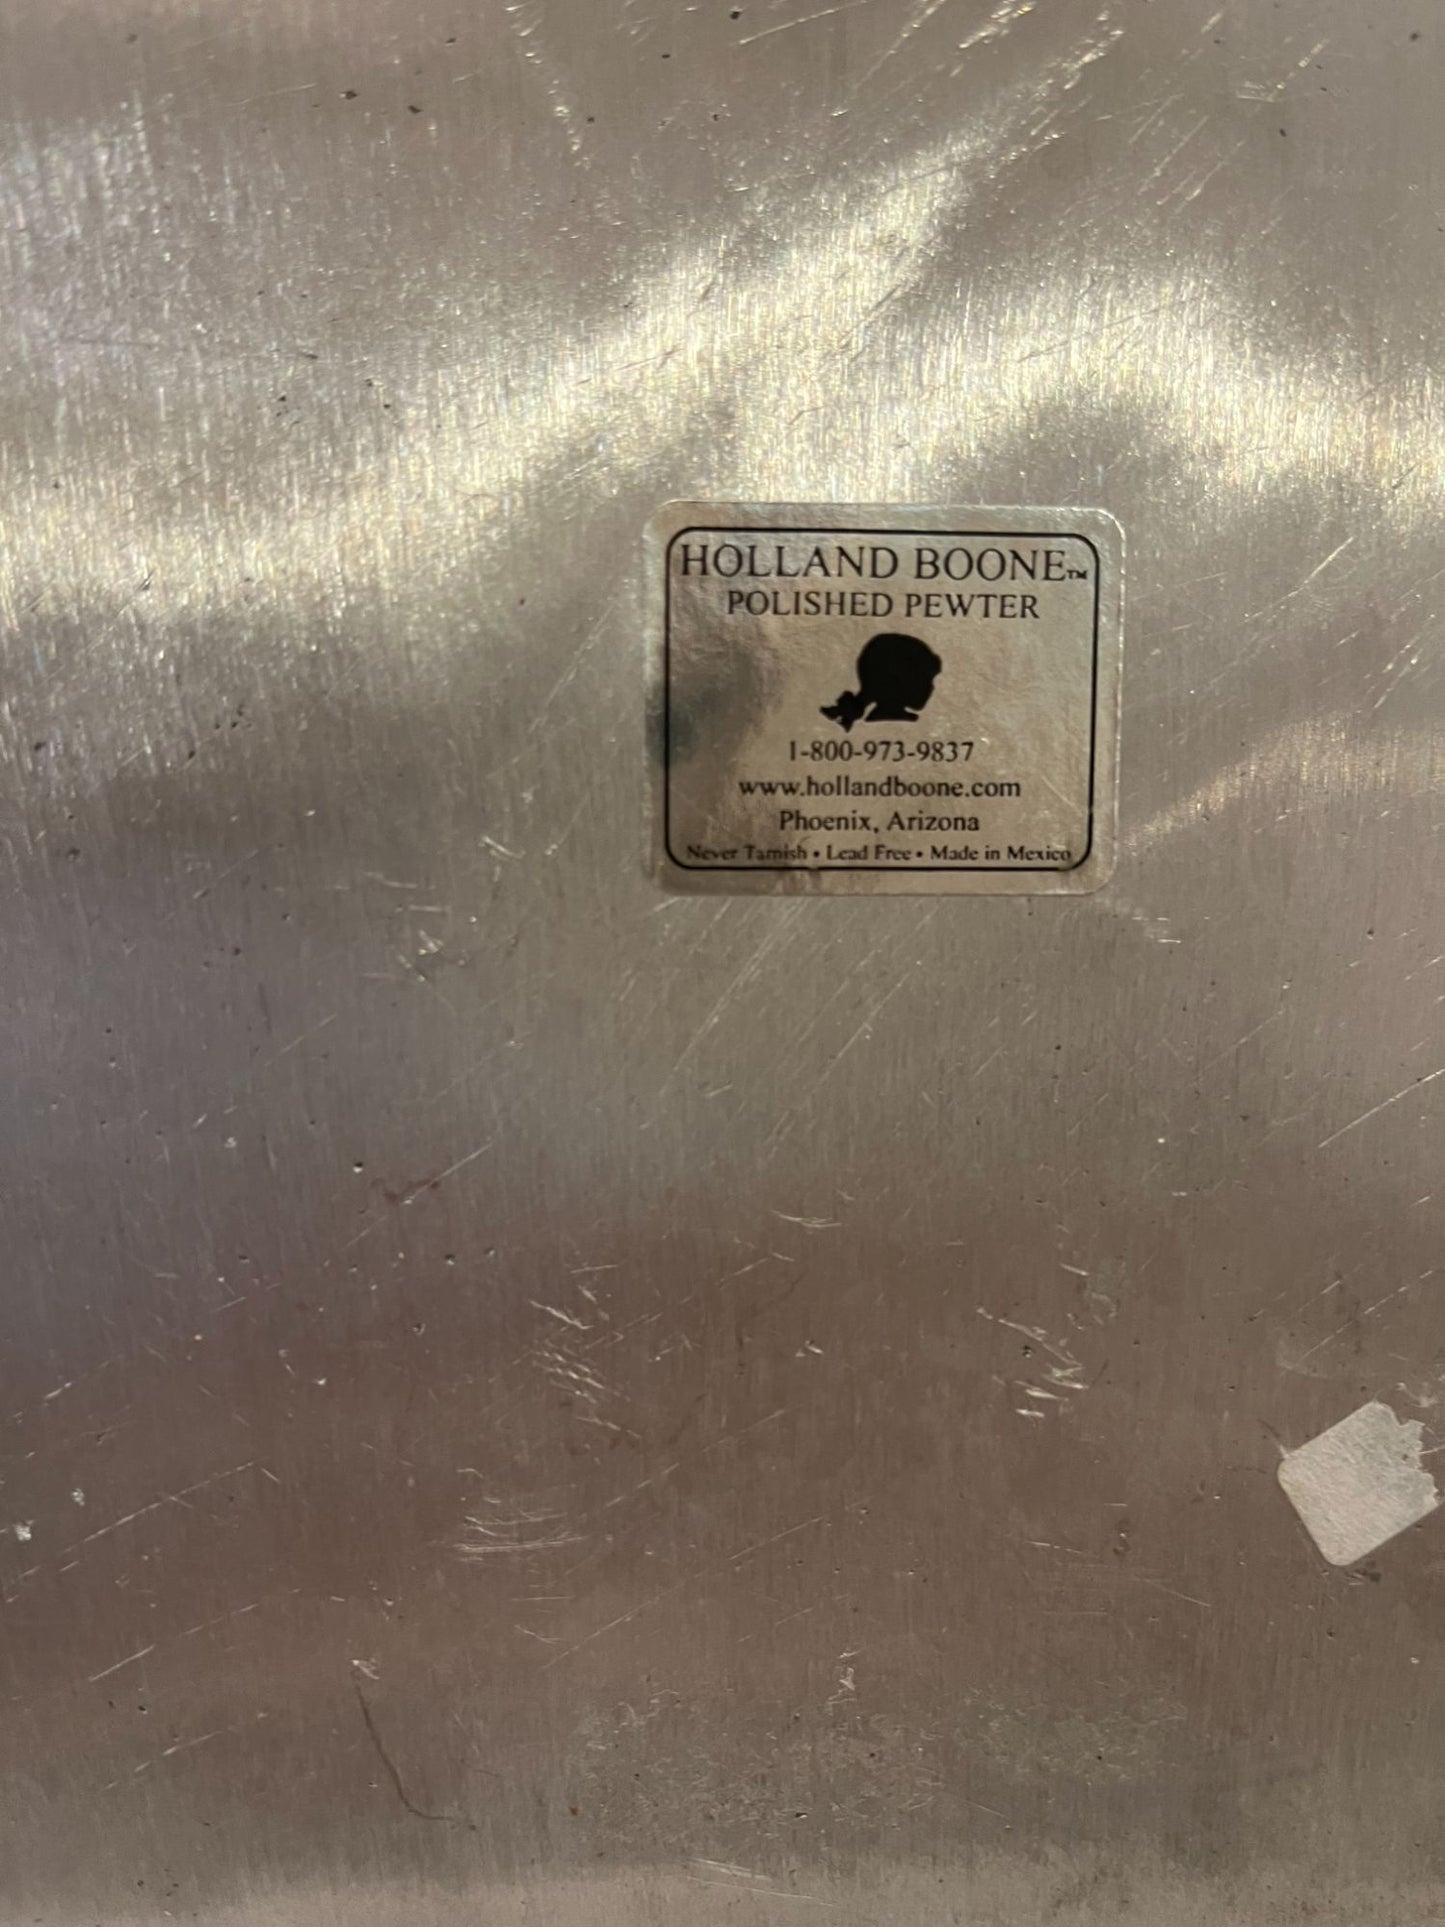 HOLLAND BOONE™
POLISHED PEWTER
1-800-973-9837
www.hollandboone.com
Phoenix, Arizona
Never Tarnish • Lead Free • Made in Mexico